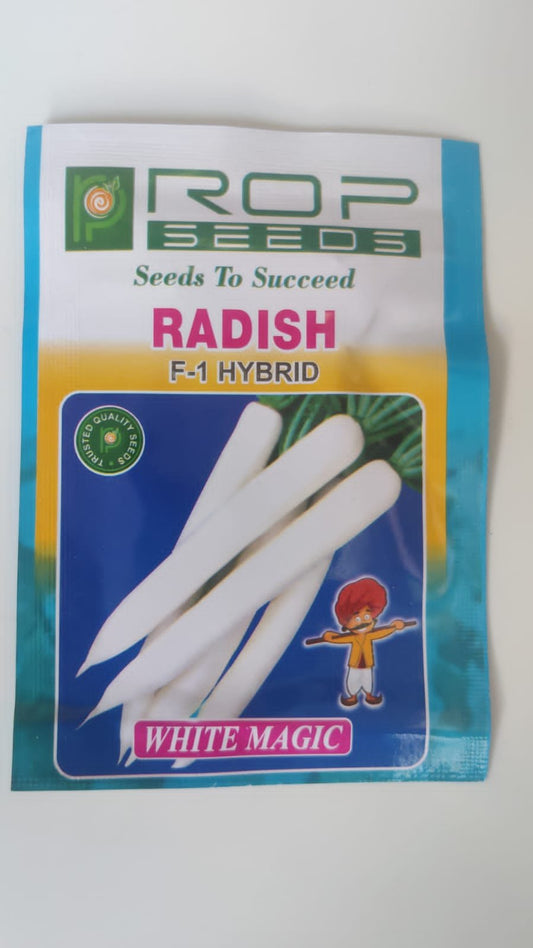 ROP
SEEDS
Seeds To Succeed
RADISH
F-1 HYBRID
TRUSTED QUALITY SEEDS
WHITE MAGIC